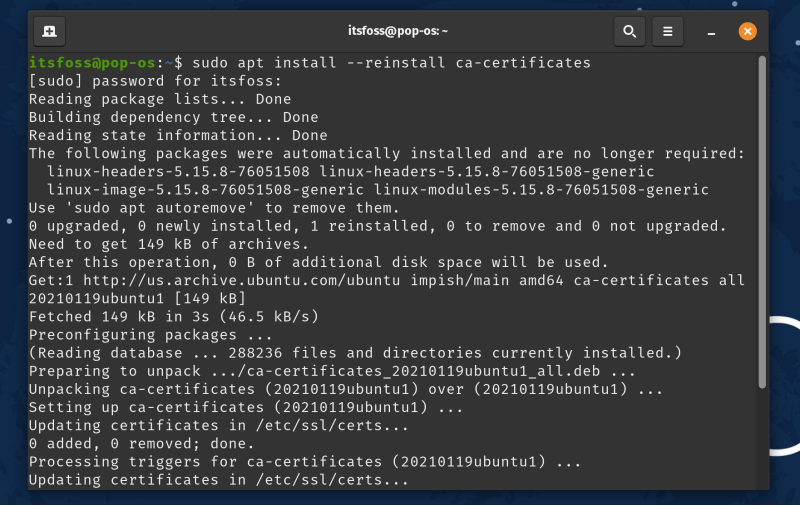 itsfoss@pop-os: ~
itsfoss@pop-os:~$ sudo apt install --reinstall ca-certificates
[sudo] password for itsfoss:
Reading package lists... Done
Building dependency tree... Done
Reading state information... Done
The following packages were automatically installed and are no longer required:
  linux-headers-5.15.8-76051508 linux-headers-5.15.8-76051508-generic
  linux-image-5.15.8-76051508-generic linux-modules-5.15.8-76051508-generic
Use 'sudo apt autoremove' to remove them.
0 upgraded, 0 newly installed, 1 reinstalled, 0 to remove and 0 not upgraded.
Need to get 149 kB of archives.
After this operation, 0 B of additional disk space will be used.
Get:1 http://us.archive.ubuntu.com/ubuntu impish/main amd64 ca-certificates all
20210119ubuntu1 [149 kB]
Fetched 149 kB in 3s (46.5 kB/s)
Preconfiguring packages ...
(Reading database ... 288236 files and directories currently installed.)
Preparing to unpack .../ca-certificates_20210119ubuntu1_all.deb ...
Unpacking ca-certificates (20210119ubuntu1) over (20210119ubuntu1) ...
Setting up ca-certificates (20210119ubuntu1) ...
Updating certificates in /etc/ssl/certs...
0 added, 0 removed; done.
Processing triggers for ca-certificates (20210119ubuntu1) ...
Updating certificates in /etc/ssl/certs...